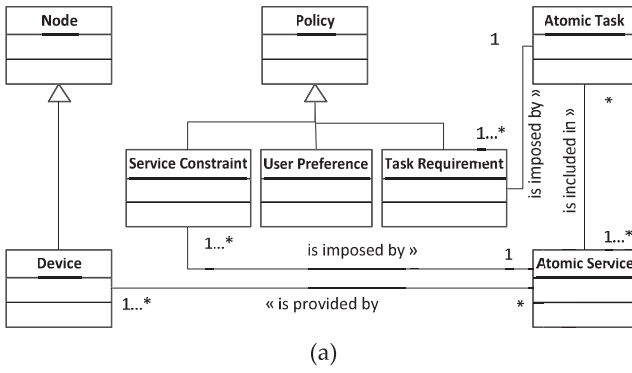 Node
Policy
Atomic Task
1
*
is imposed by »
is included in »
1...*
Service Constraint
User Preference
Task Requirement
1...*
is imposed by »
1
1...*
Device
Atomic Service
1...*
« is provided by
*
(a)